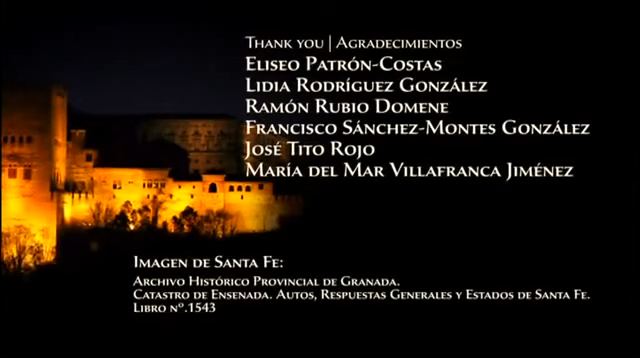 Thank you | Agradecimientos
Eliseo Patrón-Costas
Lidia Rodríguez González
Ramón Rubio Domene
Francisco Sánchez-Montes González
José Tito Rojo
María del Mar Villafranca Jiménez
Imagen de Santa Fe:
Archivo Histórico Provincial de Granada.
Catastro de Ensenada. Autos, Respuestas Generales y Estados de Santa Fe.
Libro nº.1543